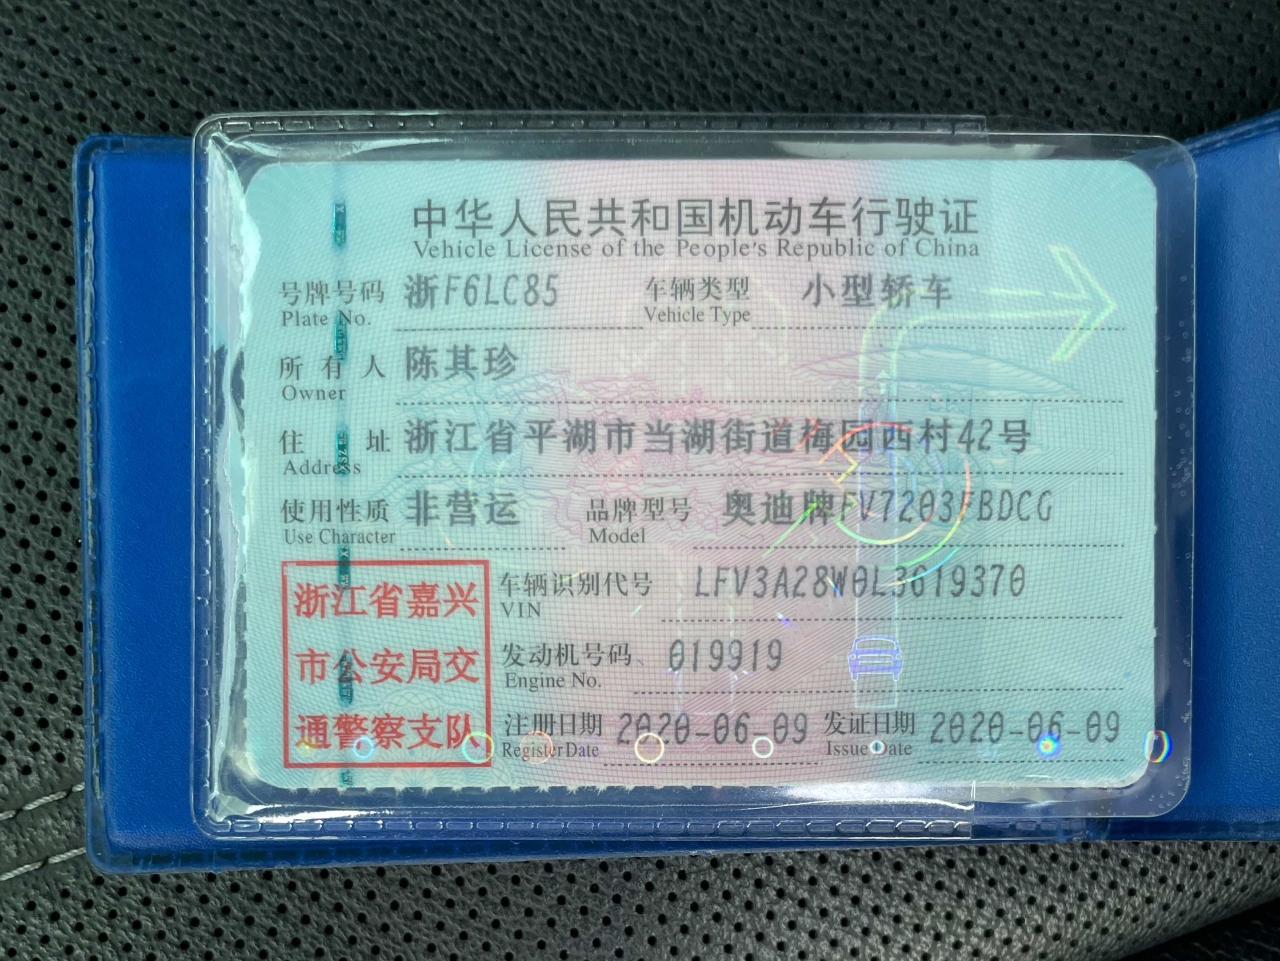 中华人民共和国机动车行驶证
Vehicle License of the People's Republic of China
号牌号码 浙F6LC85 车辆类型 小型轿车
Plate No. Vehicle Type
所有人 陈其珍
Owner
住址 浙江省平湖市当湖街道梅园西村42号
Address
使用性质 非营运 品牌型号 奥迪牌FV7203FBDCG
Use Character Model
浙江省嘉兴
市公安局交
通警察支队
车辆识别代号 LFV3A28W0L3619370
VIN
发动机号码 019919
Engine No.
注册日期 2020-06-09 发证日期 2020-06-09
Register Date Issue Date